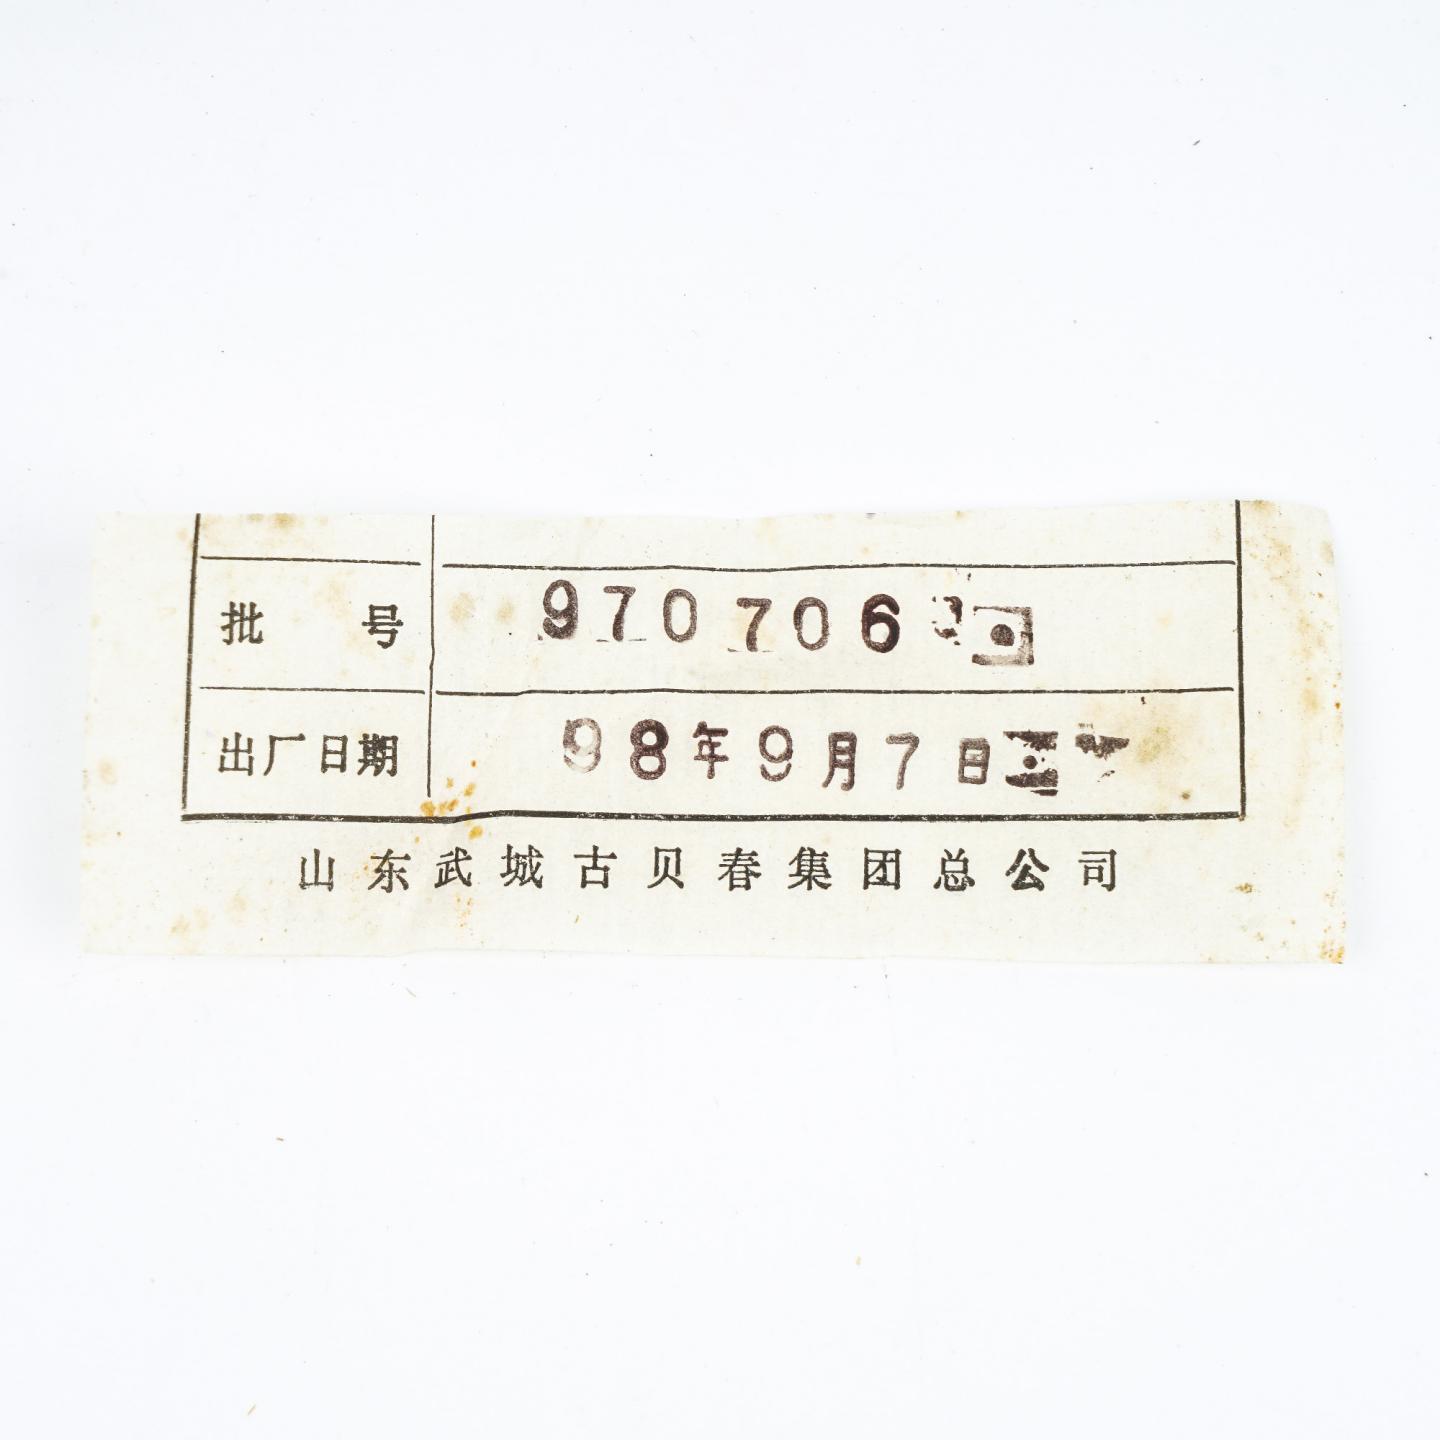 批号 970706
出厂日期 98年9月7日
山东武城古贝春集团总公司